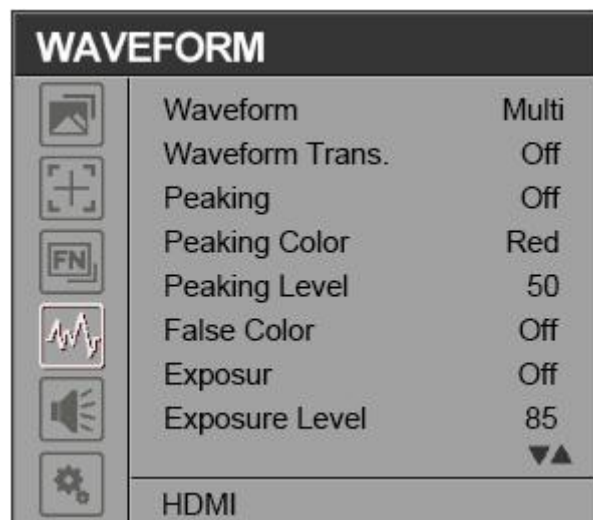 WAVEFORM
Waveform Multi
Waveform Trans. Off
Peaking Off
Peaking Color Red
FN
Peaking Level 50
False Color Off
Exposur Off
Exposure Level 85
▼▲
HDMI